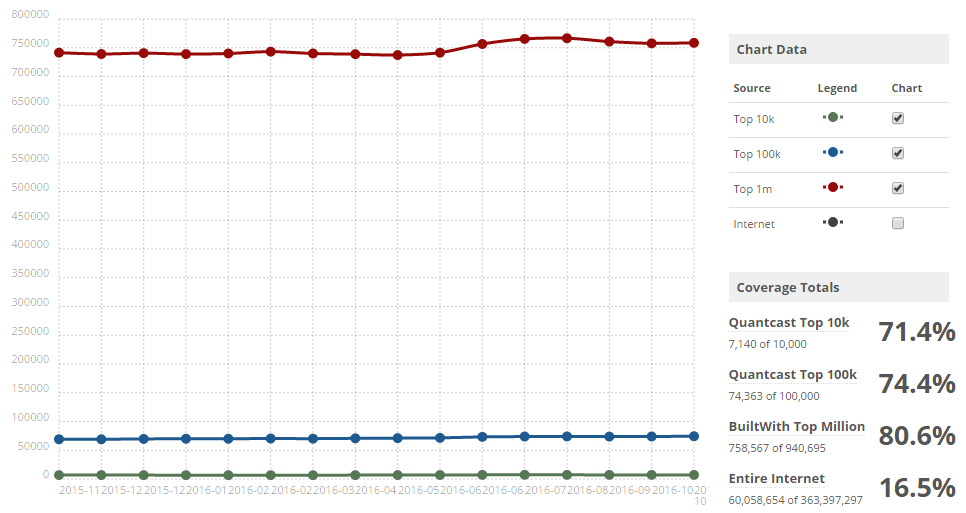 800000
750000
700000
650000
600000
550000
500000
450000
400000
350000
300000
250000
200000
150000
100000
50000
0
2015-11 2015-12 2015-12 2016-01 2016-02 2016-02 2016-03 2016-04 2016-05 2016-06 2016-06 2016-07 2016-08 2016-09 2016-10 201
10
Chart Data
Source Legend Chart
Top 10k
Top 100k
Top 1m
Internet
Coverage Totals
Quantcast Top 10k 71.4%
7,140 of 10,000
Quantcast Top 100k 74.4%
74,363 of 100,000
BuiltWith Top Million 80.6%
758,567 of 940,695
Entire Internet 16.5%
60,058,654 of 363,397,297